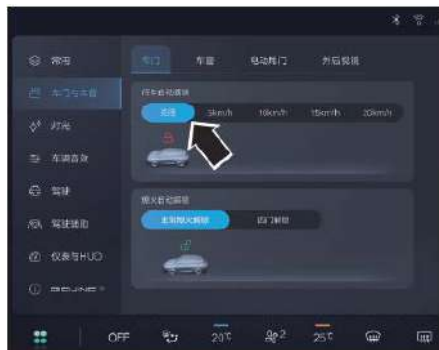 常用
车门 车窗 电动尾门 外后视镜
车门与车窗
行车自动落锁
关闭 5km/h 10km/h 15km/h 20km/h
灯光
车辆音效
驾驶
熄火自动解锁
主驾熄火解锁 四门解锁
驾驶辅助
仪表与HUD
OFF 20℃ 2 25℃